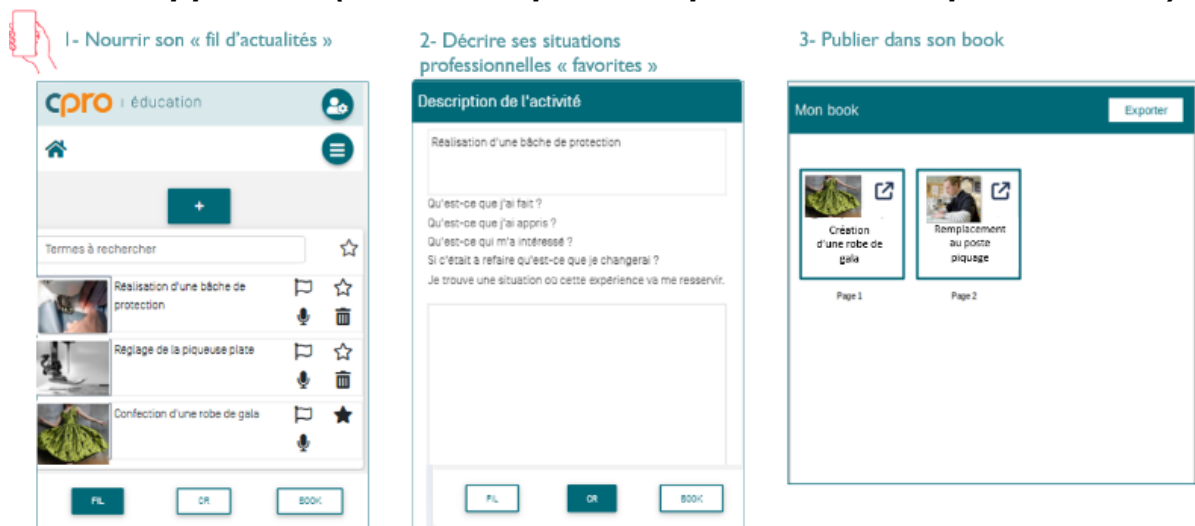 1- Nourrir son « fil d'actualités »
2- Décrire ses situations
professionnelles « favorites »
3- Publier dans son book
cpro | éducation
+
Termes à rechercher
Réalisation d'une bâche de
protection
Réglage de la piqueuse plate
Confection d'une robe de gala
FIL
CR
BOOK
Description de l'activité
Réalisation d'une bâche de protection
Qu'est-ce que j'ai fait ?
Qu'est-ce que j'ai appris ?
Qu'est-ce qui m'a intéressé ?
Si c'était à refaire qu'est-ce que je changerai ?
Je trouve une situation où cette expérience va me resservir.
FIL
CR
BOOK
Mon book
Exporter
Création
d'une robe de
gala
Page 1
Remplacement
au poste
piquage
Page 2